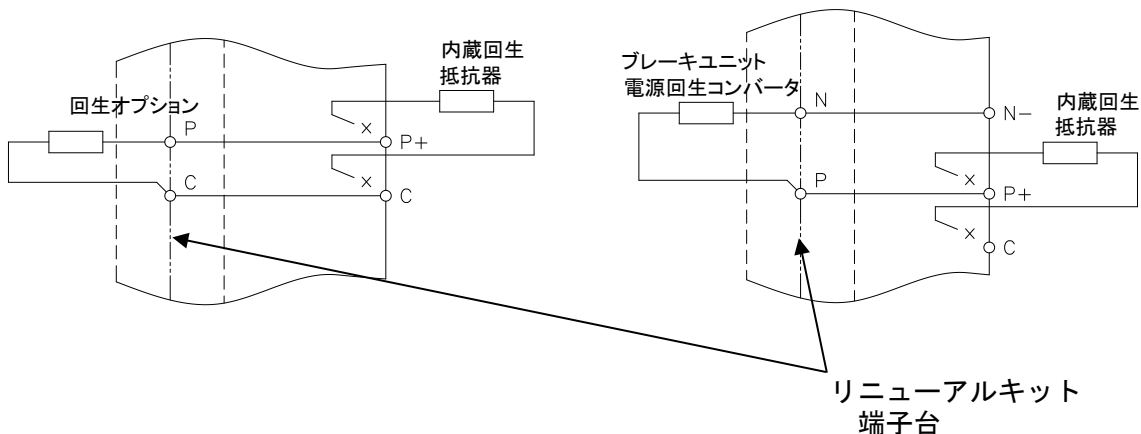 回生オプション
P
C
内蔵回生
抵抗器
x
P+
x
C
ブレーキユニット
電源回生コンバータ
N
P
N-
内蔵回生
抵抗器
x
P+
x
C
リニューアルキット
端子台